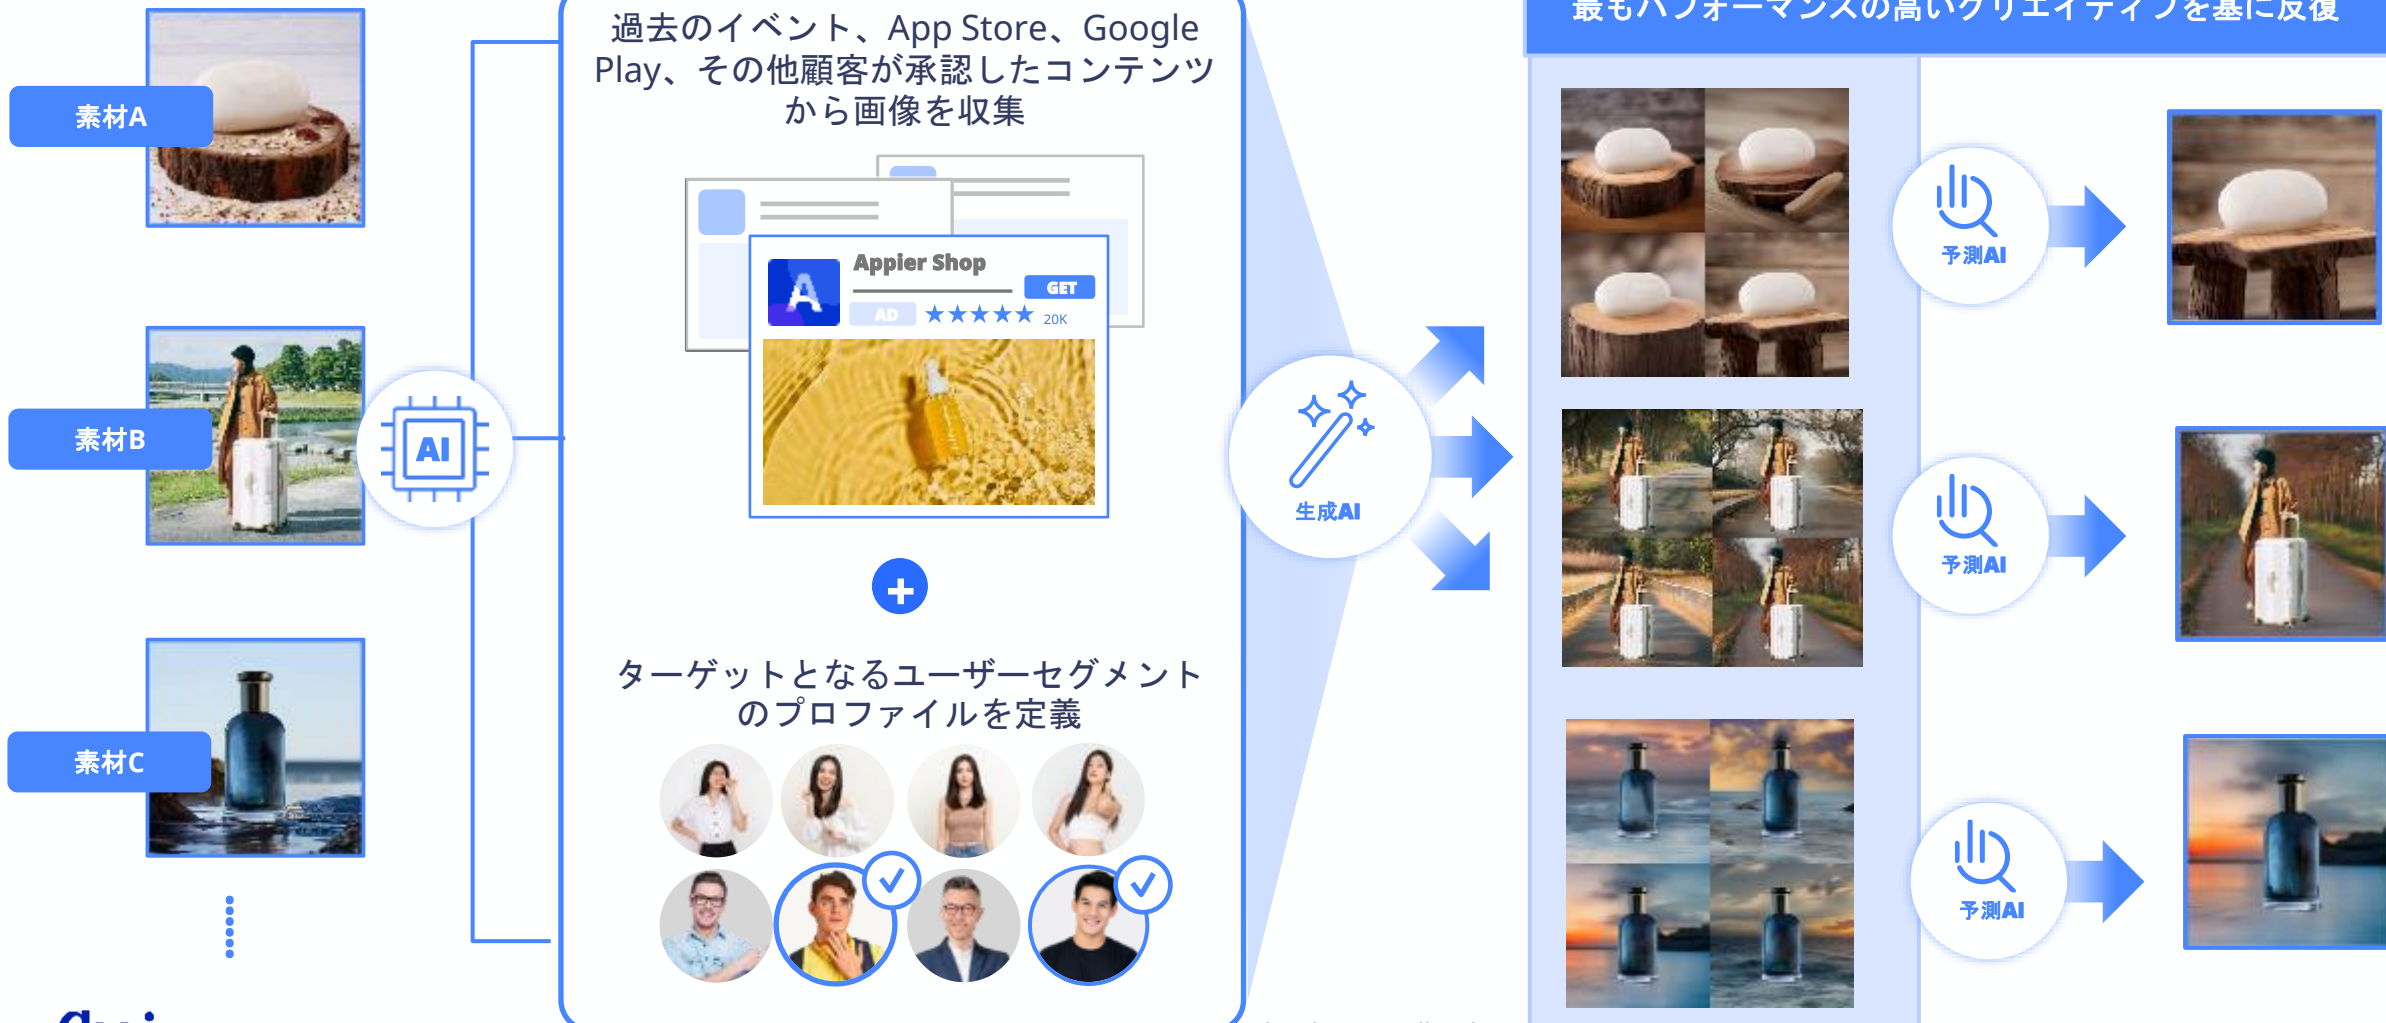 最もパフォーマンスの高いクリエイティブを基に反復
過去のイベント、App Store、Google
Play、その他顧客が承認したコンテンツ
から画像を収集
素材A
素材B
素材C
AI
Appier Shop
GET
AD
★★★★★ 20K
A
+
ターゲットとなるユーザーセグメント
のプロファイルを定義
生成AI
予測AI
予測AI
予測AI